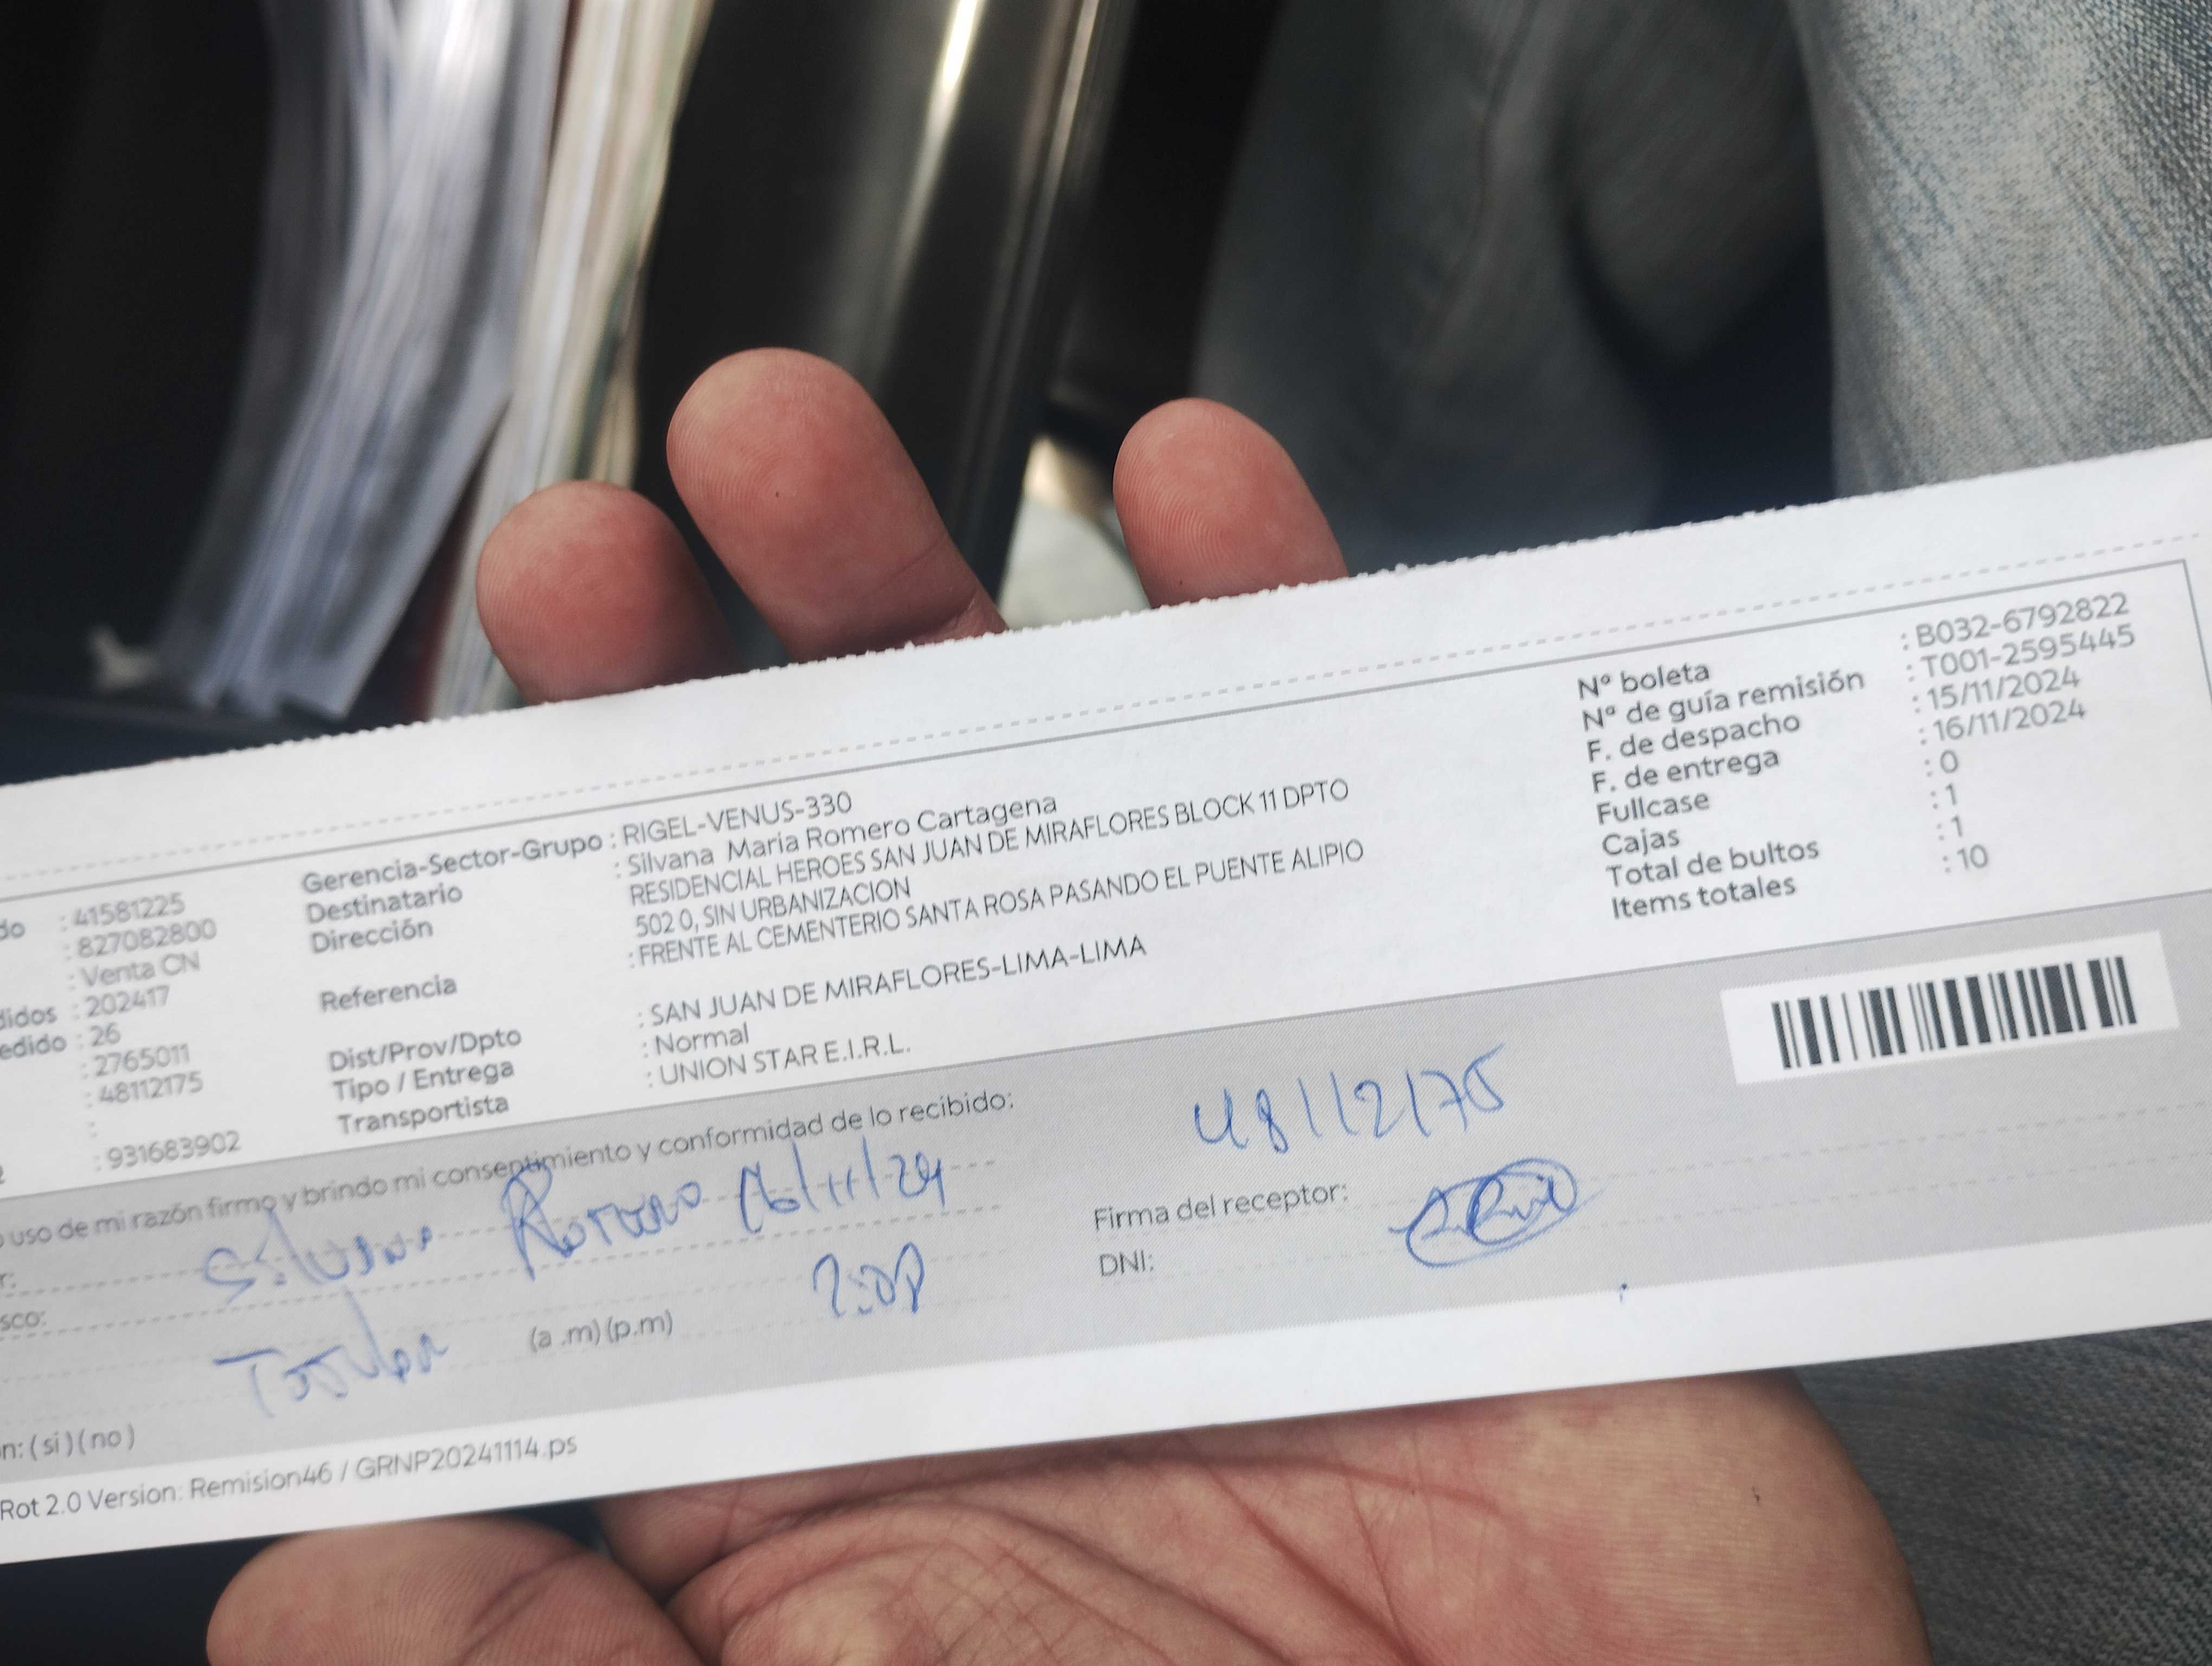 do : 41581225
: 827082800
: Venta CN
didos : 202417
edido : 26
: 2765011
: 48112175
:
: 931683902
Gerencia-Sector-Grupo : RIGEL-VENUS-330
Destinatario : Silvana Maria Romero Cartagena
Dirección RESIDENCIAL HEROES SAN JUAN DE MIRAFLORES BLOCK 11 DPTO
502 0, SIN URBANIZACION
Referencia : FRENTE AL CEMENTERIO SANTA ROSA PASANDO EL PUENTE ALIPIO
Dist/Prov/Dpto : SAN JUAN DE MIRAFLORES-LIMA-LIMA
Tipo / Entrega : Normal
Transportista : UNION STAR E.I.R.L.
Nº boleta : B032-6792822
Nº de guía remisión : T001-2595445
F. de despacho : 15/11/2024
F. de entrega : 16/11/2024
Fullcase : 0
Cajas : 1
Total de bultos : 1
Items totales : 10
uso de mi razón firmo y brindo mi consentimiento y conformidad de lo recibido:
r: Silvana Romero 16/11/24
sco: Titular (a .m) (p.m)
48112175
Firma del receptor:
DNI:
n: (si) (no)
Rot 2.0 Version: Remision46 / GRNP20241114.ps